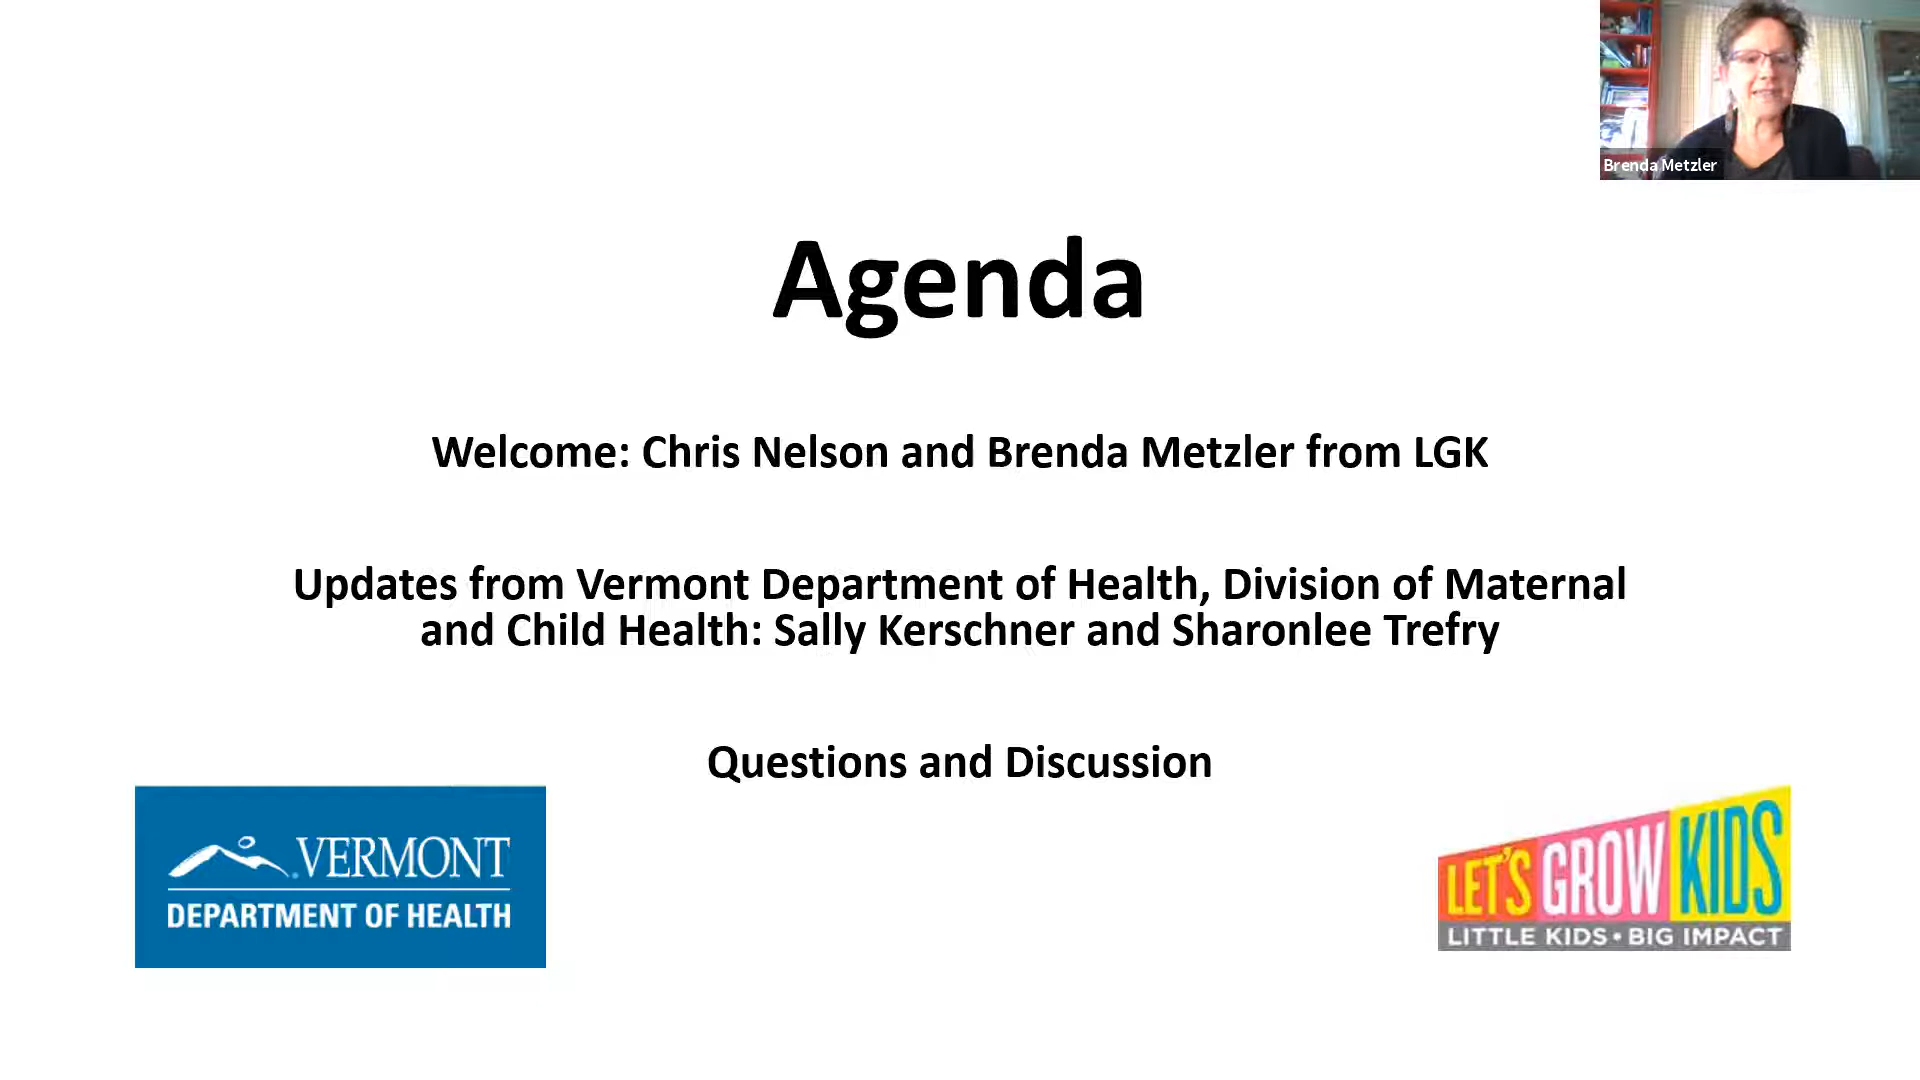 Brenda Metzler
Agenda
Welcome: Chris Nelson and Brenda Metzler from LGK
Updates from Vermont Department of Health, Division of Maternal
and Child Health: Sally Kerschner and Sharonlee Trefry
Questions and Discussion
VERMONT
DEPARTMENT OF HEALTH
LET'S GROW KIDS
LITTLE KIDS • BIG IMPACT